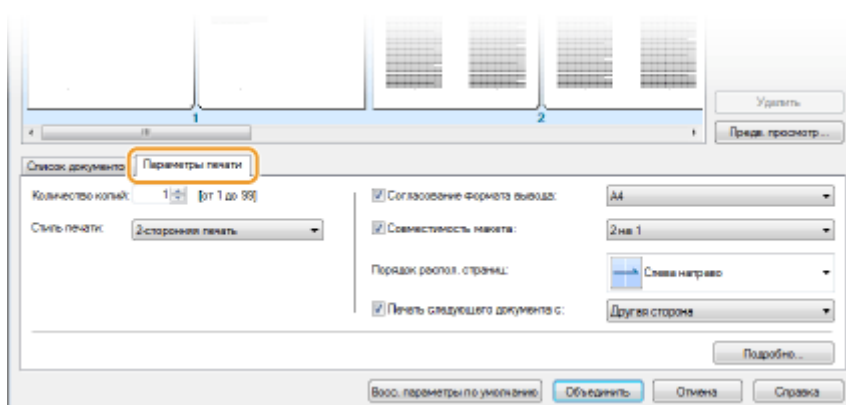 Удалить
1
2
Предв. просмотр...
Список документо
Параметры печати
Количество копий:
1
[от 1 до 99]
Согласование формата вывода:
A4
Стиль печати:
2-сторонняя печать
Совместимость макета:
2 на 1
Порядок распол. страниц:
Слева направо
Печать следующего документа с:
Другая сторона
Подробно...
Восс. параметры по умолчанию
Объединить
Отмена
Справка